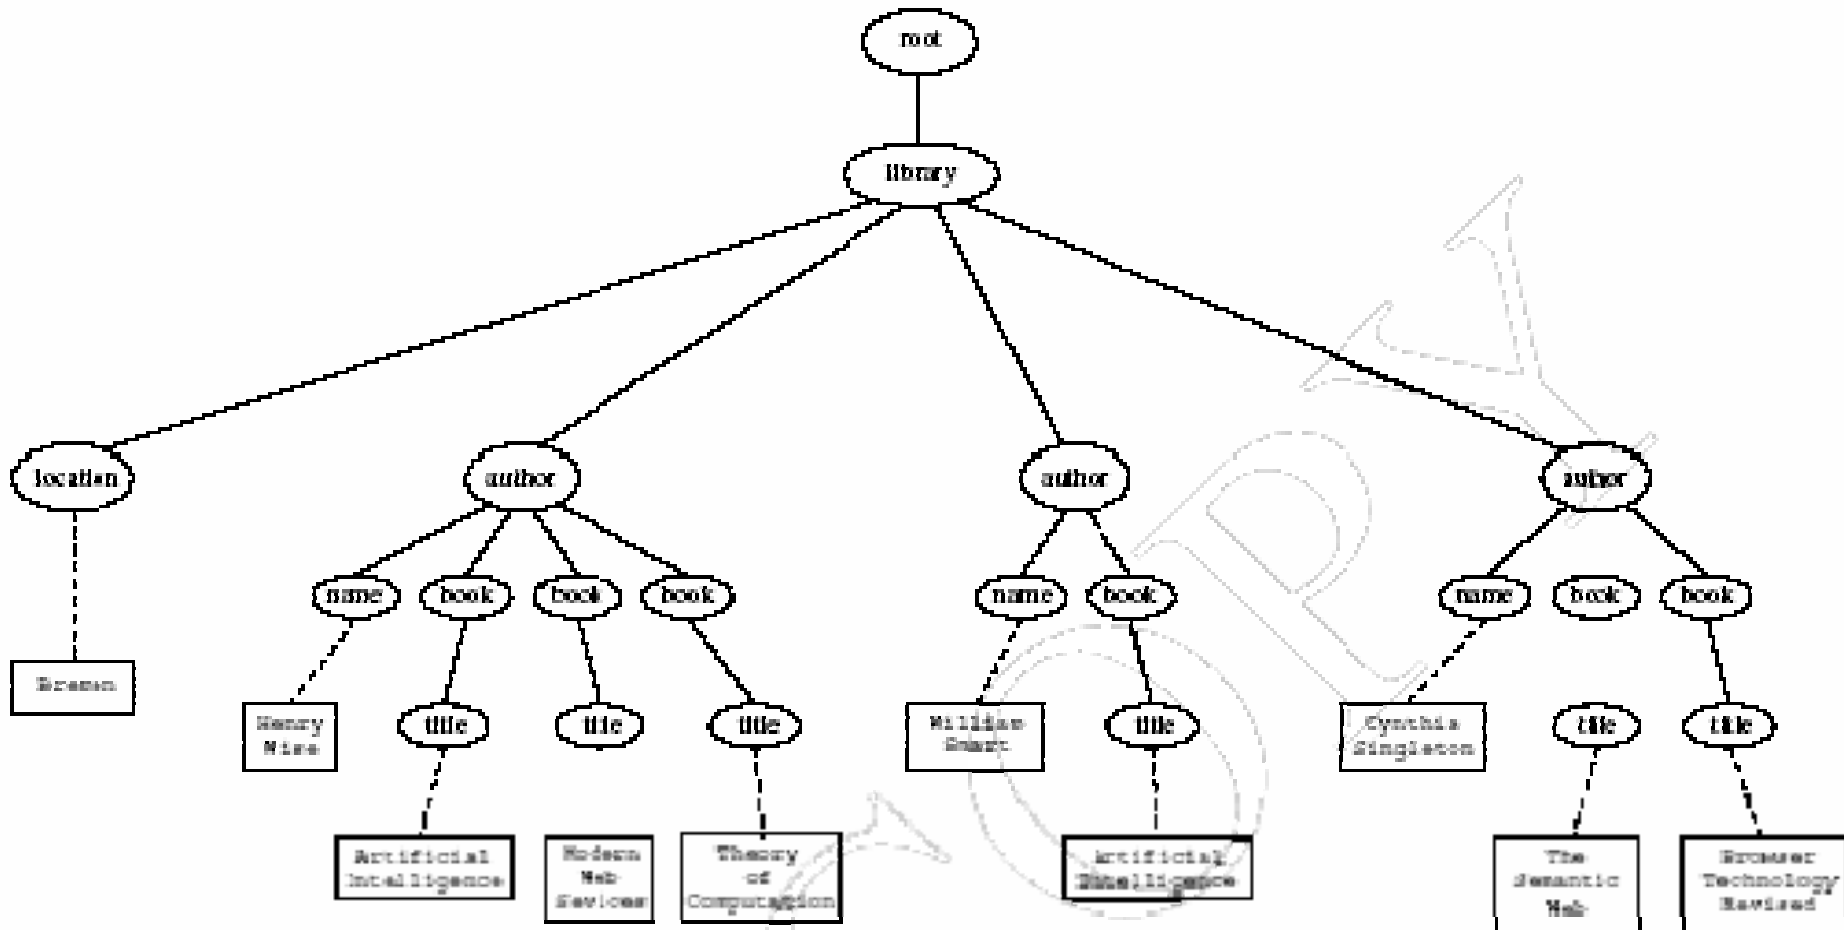 root
library
location
author
author
author
name
book
book
book
name
book
name
book
book
Bremen
Henry
Wise
title
title
title
William
Smart
title
Cynthia
Singleton
title
title
Artificial
Intelligence
Modern
Web
Sevices
Theory
of
Computation
Artificial
Intelligence
The
Semantic
Web
Browser
Technology
Revised
COPY